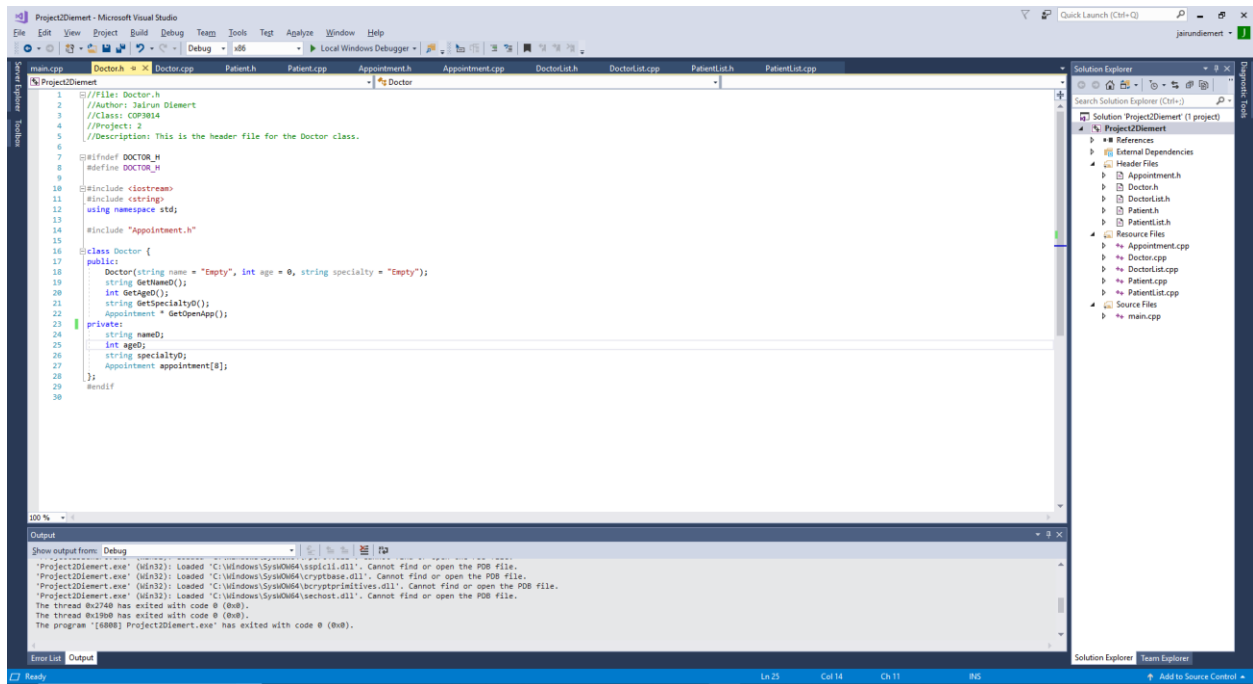 Project2Diemert - Microsoft Visual Studio
Quick Launch (Ctrl+Q)
File Edit View Project Build Debug Team Tools Test Analyze Window Help
jairundiemert
J
Debug x86 Local Windows Debugger
Server Explorer
Toolbox
main.cpp Doctor.h Doctor.cpp Patient.h Patient.cpp Appointment.h Appointment.cpp DoctorList.h DoctorList.cpp PatientList.h PatientList.cpp
Project2Diemert Doctor
1 //File: Doctor.h
2 //Author: Jairun Diemert
3 //Class: COP3014
4 //Project: 2
5 //Description: This is the header file for the Doctor class.
6
7 #ifndef DOCTOR_H
8 #define DOCTOR_H
9
10 #include <iostream>
11 #include <string>
12 using namespace std;
13
14 #include "Appointment.h"
15
16 class Doctor {
17 public:
18 Doctor(string name = "Empty", int age = 0, string specialty = "Empty");
19 string GetNameD();
20 int GetAgeD();
21 string GetSpecialtyD();
22 Appointment * GetOpenApp();
23 private:
24 string nameD;
25 int ageD;
26 string specialtyD;
27 Appointment appointment[8];
28 };
29 #endif
30
100 %
Output
Show output from: Debug
'Project2Diemert.exe' (Win32): Loaded 'C:\Windows\SysWOW64\sspicli.dll'. Cannot find or open the PDB file.
'Project2Diemert.exe' (Win32): Loaded 'C:\Windows\SysWOW64\cryptbase.dll'. Cannot find or open the PDB file.
'Project2Diemert.exe' (Win32): Loaded 'C:\Windows\SysWOW64\bcryptprimitives.dll'. Cannot find or open the PDB file.
'Project2Diemert.exe' (Win32): Loaded 'C:\Windows\SysWOW64\sechost.dll'. Cannot find or open the PDB file.
The thread 0x2740 has exited with code 0 (0x0).
The thread 0x19b0 has exited with code 0 (0x0).
The program '[6808] Project2Diemert.exe' has exited with code 0 (0x0).
Error List Output
Solution Explorer
Search Solution Explorer (Ctrl+;)
Solution 'Project2Diemert' (1 project)
Project2Diemert
References
External Dependencies
Header Files
Appointment.h
Doctor.h
DoctorList.h
Patient.h
PatientList.h
Resource Files
Appointment.cpp
Doctor.cpp
DoctorList.cpp
Patient.cpp
PatientList.cpp
Source Files
main.cpp
Solution Explorer Team Explorer
Diagnostic Tools
Ready Ln 25 Col 14 Ch 11 INS Add to Source Control